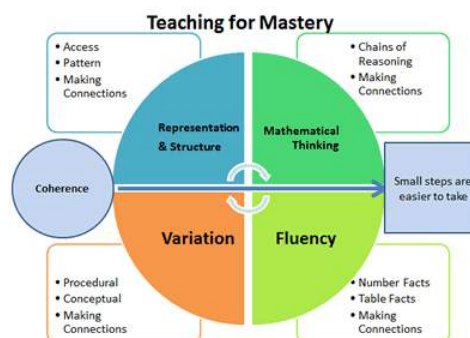 Teaching for Mastery
• Access
• Pattern
• Making
Connections
• Chains of
Reasoning
• Making
Connections
Representation
& Structure
Mathematical
Thinking
Coherence
Small steps are
easier to take
Variation
Fluency
• Procedural
• Conceptual
• Making
Connections
• Number Facts
• Table Facts
• Making
Connections